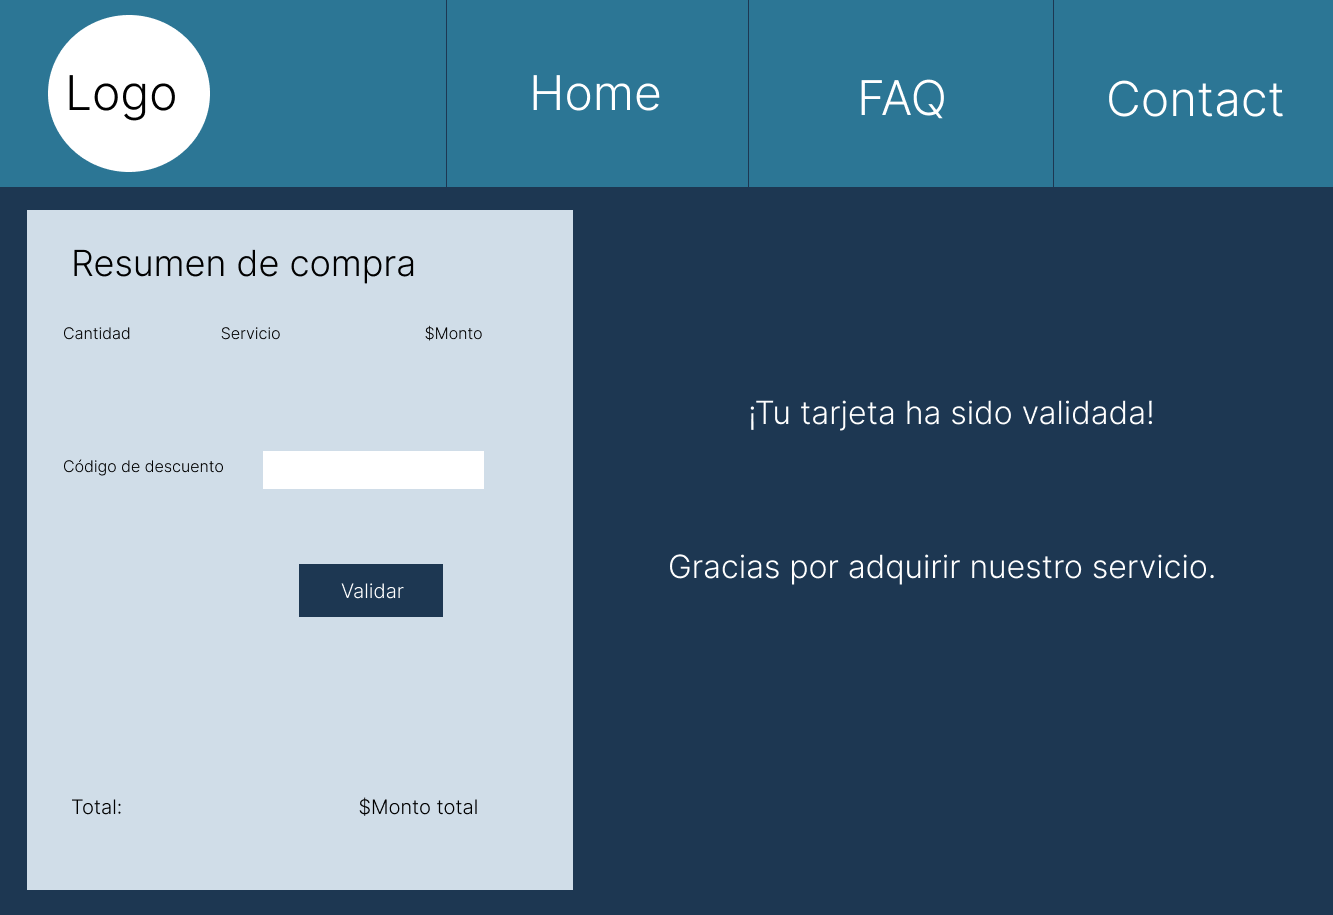 Logo
Home
FAQ
Contact
Resumen de compra
Cantidad Servicio $Monto
Código de descuento
Validar
Total: $Monto total
¡Tu tarjeta ha sido validada!
Gracias por adquirir nuestro servicio.